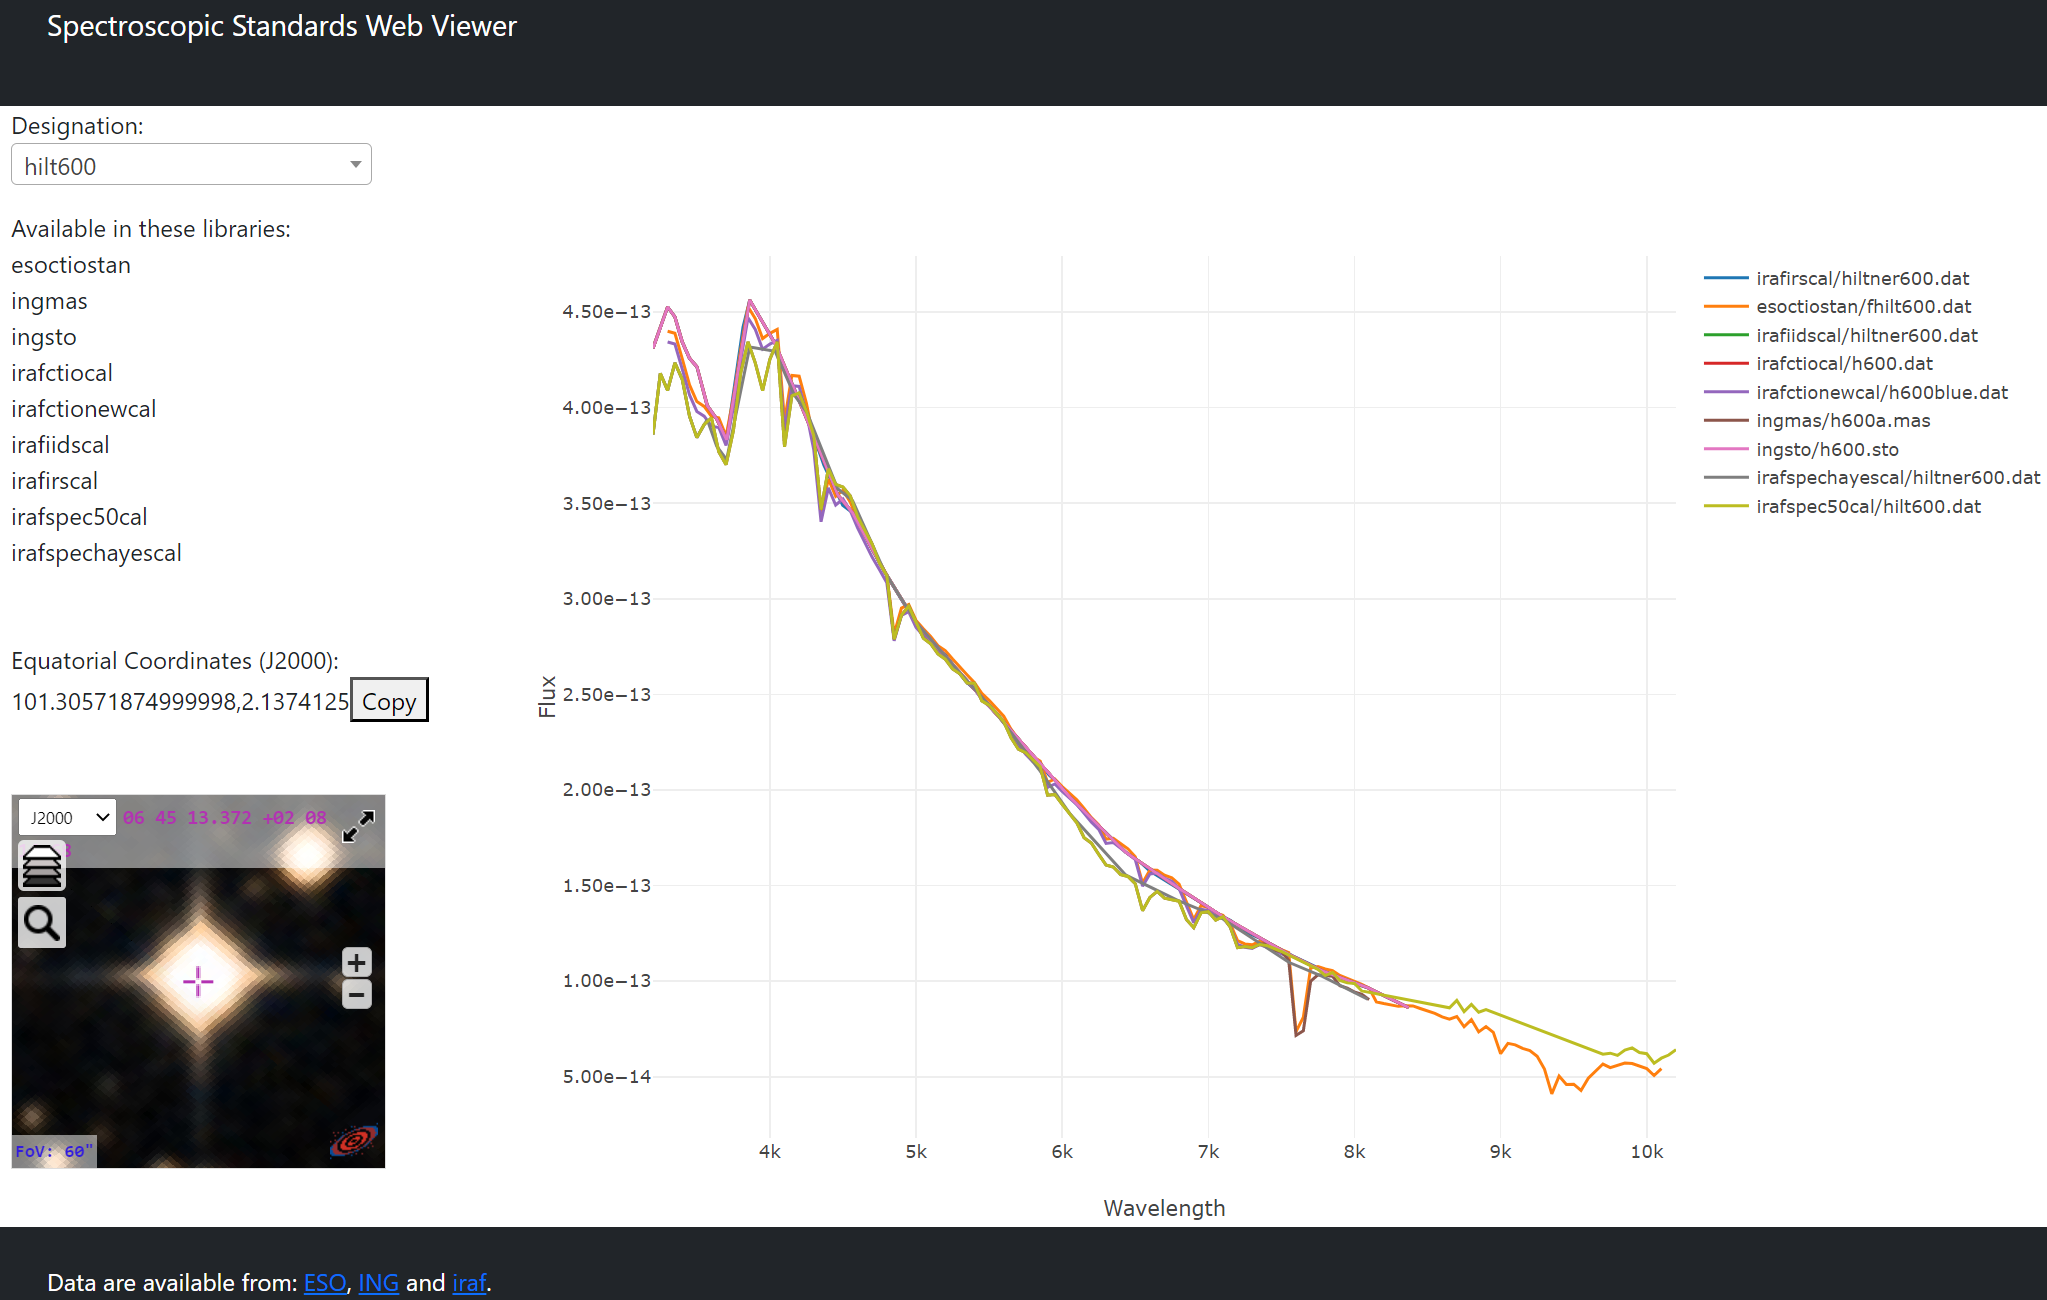 Spectroscopic Standards Web Viewer
Designation:
hilt600
Available in these libraries:
esoctiostan
ingmas
ingsto
irafctiocal
irafctionewcal
irafiidscal
irafirscal
irafspec50cal
irafspechayescal
Equatorial Coordinates (J2000):
101.30571874999998,2.1374125 Copy
J2000 06 45 13.372 +02 08
FoV: 60"
4.50e−13
4.00e−13
3.50e−13
3.00e−13
2.50e−13
2.00e−13
1.50e−13
1.00e−13
5.00e−14
Flux
4k 5k 6k 7k 8k 9k 10k
Wavelength
irafirscal/hiltner600.dat
esoctiostan/fhilt600.dat
irafiidscal/hiltner600.dat
irafctiocal/h600.dat
irafctionewcal/h600blue.dat
ingmas/h600a.mas
ingsto/h600.sto
irafspechayescal/hiltner600.dat
irafspec50cal/hilt600.dat
Data are available from: ESO, ING and iraf.